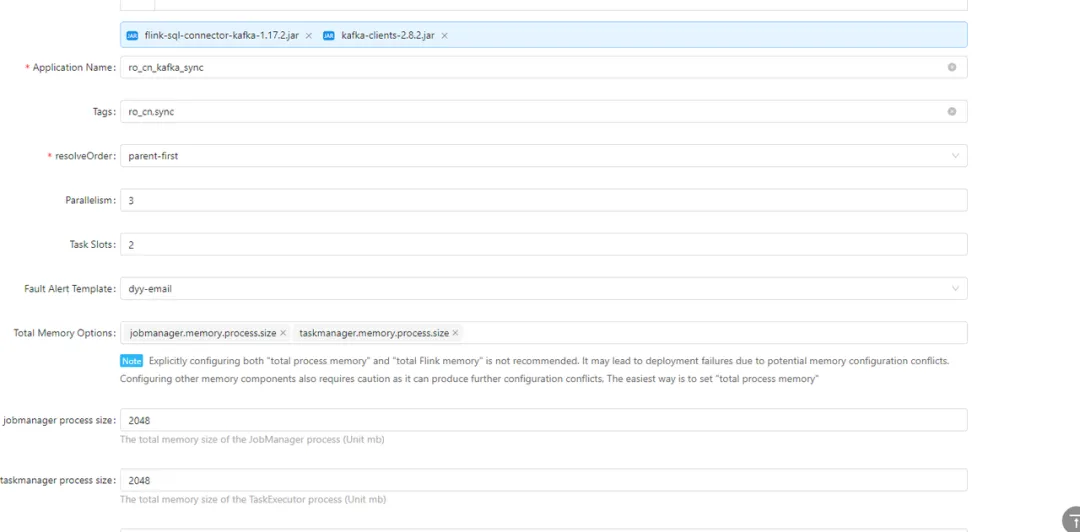 JAR flink-sql-connector-kafka-1.17.2.jar × JAR kafka-clients-2.8.2.jar ×
* Application Name: ro_cn_kafka_sync
Tags: ro_cn.sync
* resolveOrder: parent-first
Parallelism: 3
Task Slots: 2
Fault Alert Template: dyy-email
Total Memory Options: jobmanager.memory.process.size × taskmanager.memory.process.size ×
Note Explicitly configuring both "total process memory" and "total Flink memory" is not recommended. It may lead to deployment failures due to potential memory configuration conflicts.
Configuring other memory components also requires caution as it can produce further configuration conflicts. The easiest way is to set "total process memory"
jobmanager process size: 2048
The total memory size of the JobManager process (Unit mb)
taskmanager process size: 2048
The total memory size of the TaskExecutor process (Unit mb)